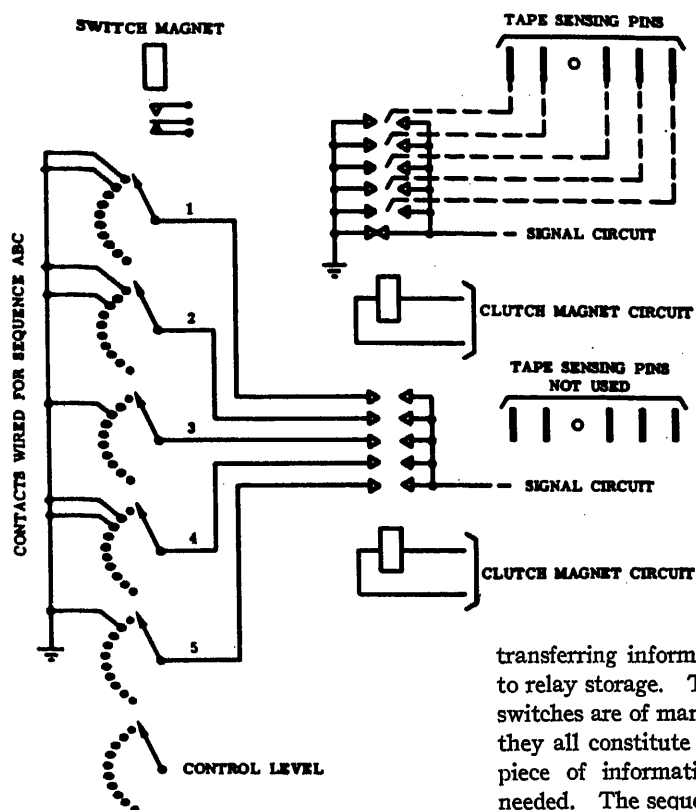 SWITCH MAGNET
TAPE SENSING PINS
CONTACTS WIRED FOR SEQUENCE ABC
1
2
3
4
5
CONTROL LEVEL
SIGNAL CIRCUIT
CLUTCH MAGNET CIRCUIT
TAPE SENSING PINS
NOT USED
SIGNAL CIRCUIT
CLUTCH MAGNET CIRCUIT
transferring inform
to relay storage. T
switches are of mar
they all constitute
piece of informati
needed. The seque